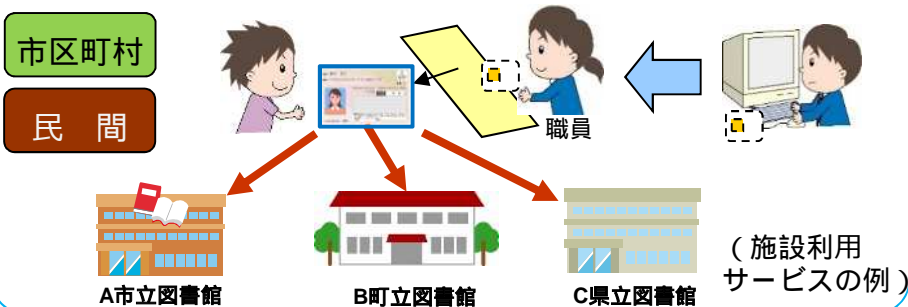 市区町村
民　間
職員
A市立図書館
B町立図書館
C県立図書館
（施設利用
サービスの例）